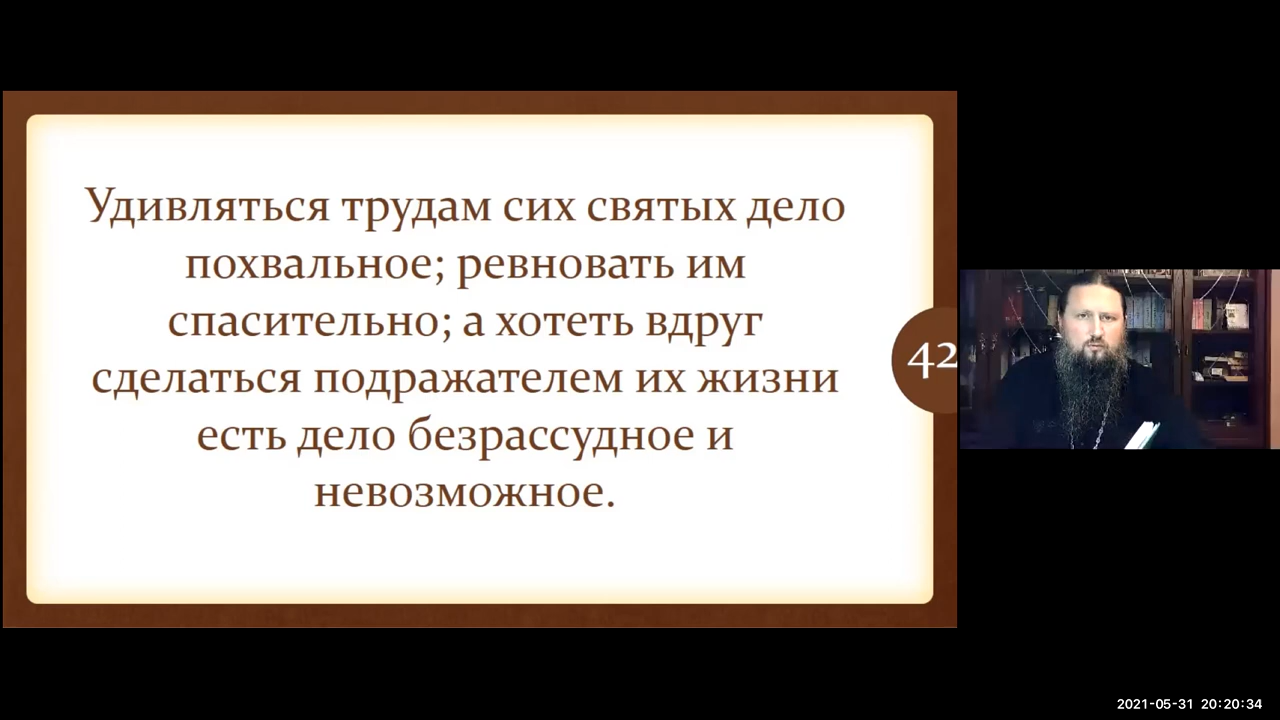 Удивляться трудам сих святых дело
похвальное; ревновать им
спасительно; а хотеть вдруг
сделаться подражателем их жизни
есть дело безрассудное и
невозможное.
42
2021-05-31 20:20:34